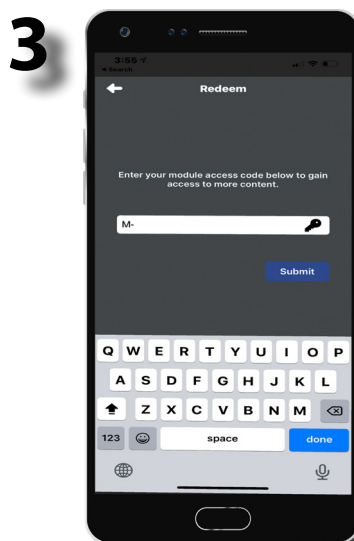 3
3:55
◀ Search
Redeem
Enter your module access code below to gain
access to more content.
M-
Submit
Q W E R T Y U I O P
A S D F G H J K L
Z X C V B N M
123 space done